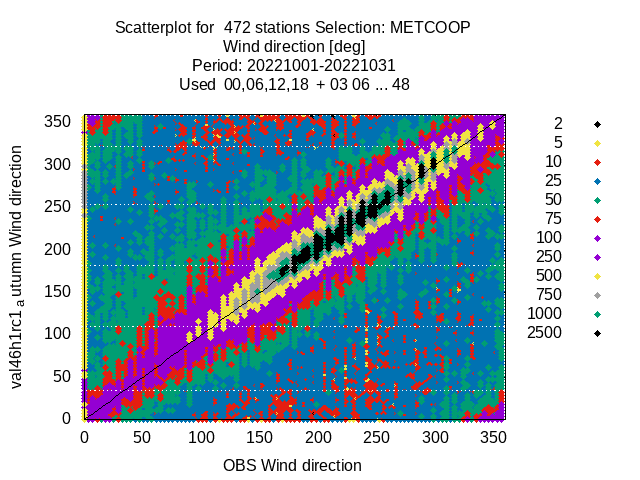 Scatterplot for 472 stations Selection: METCOOP
Wind direction [deg]
Period: 20221001-20221031
Used 00,06,12,18 + 03 06 ... 48
val46h1rc1 a utumn Wind direction
350
300
250
200
150
100
50
0
0 50 100 150 200 250 300 350
OBS Wind direction
2
5
10
25
50
75
100
250
500
750
1000
2500